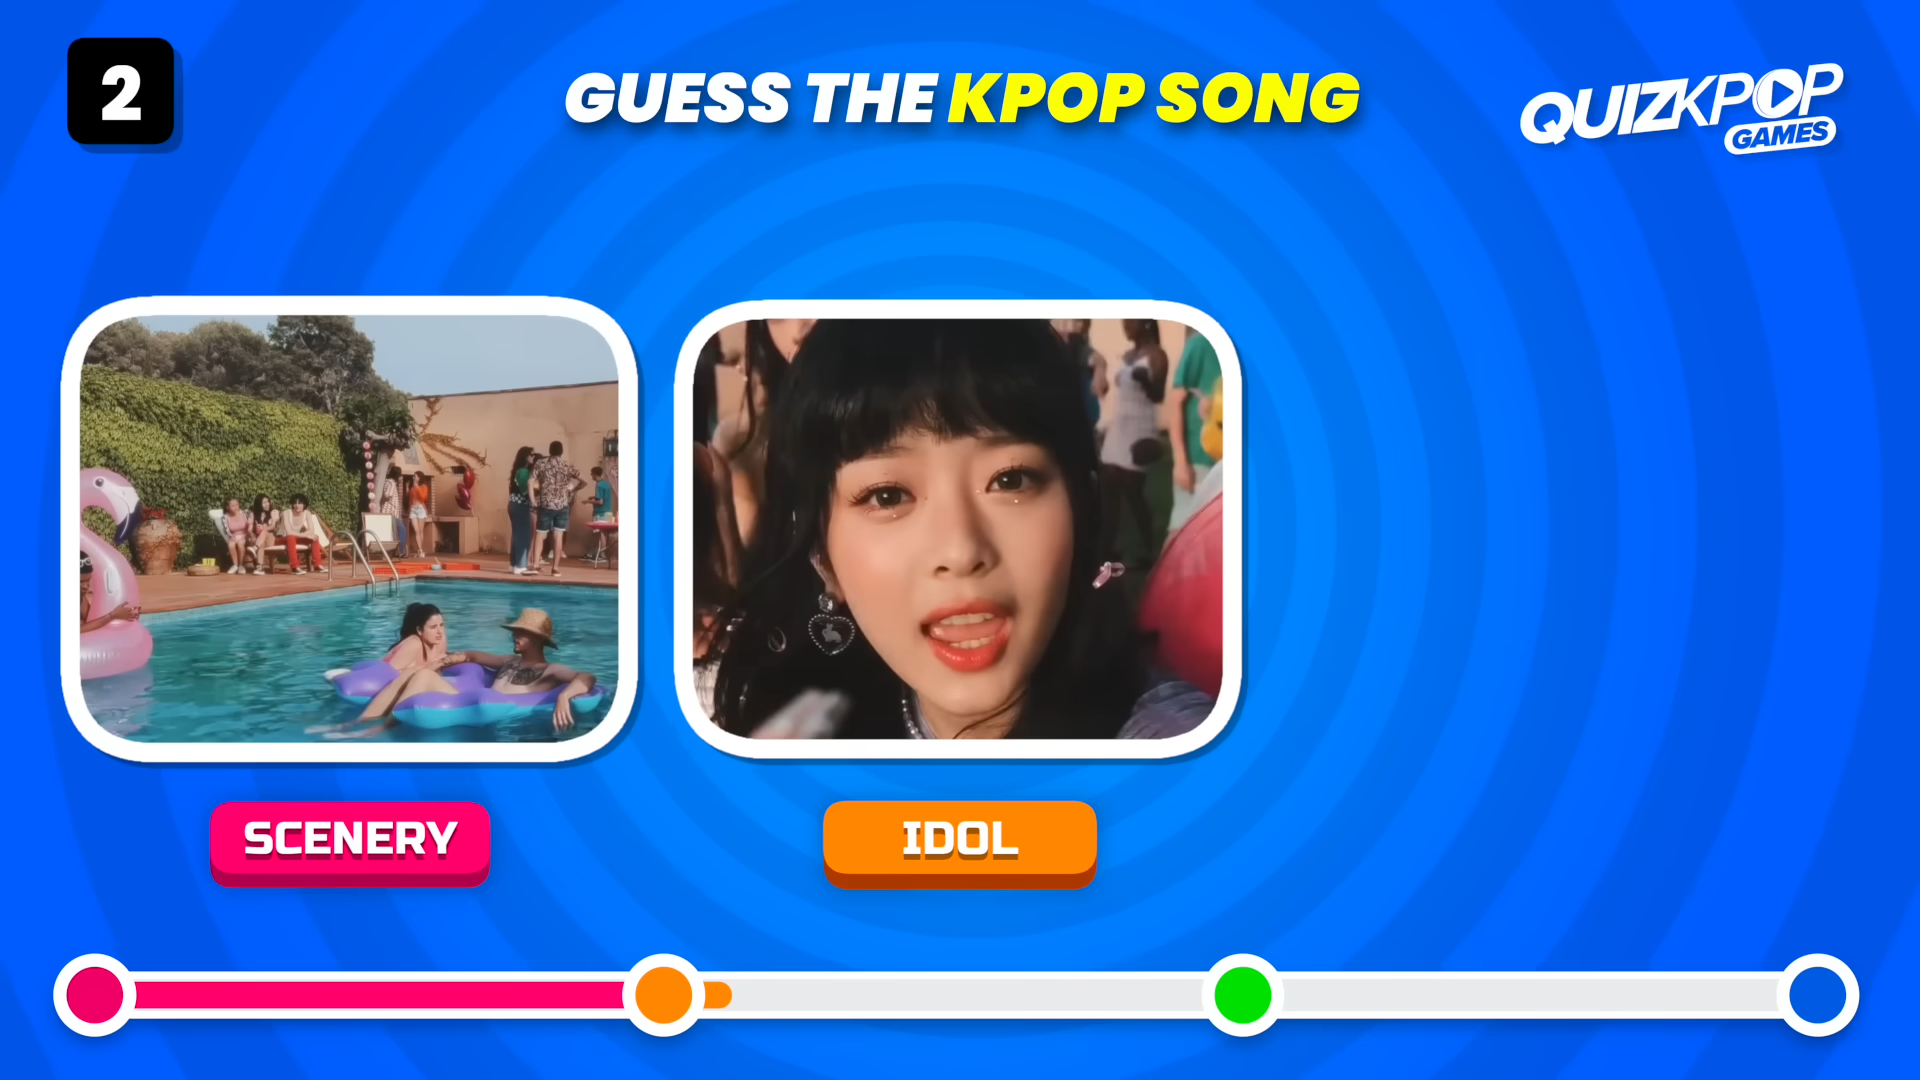 2
GUESS THE KPOP SONG
QUIZKPOP
GAMES
SCENERY
IDOL